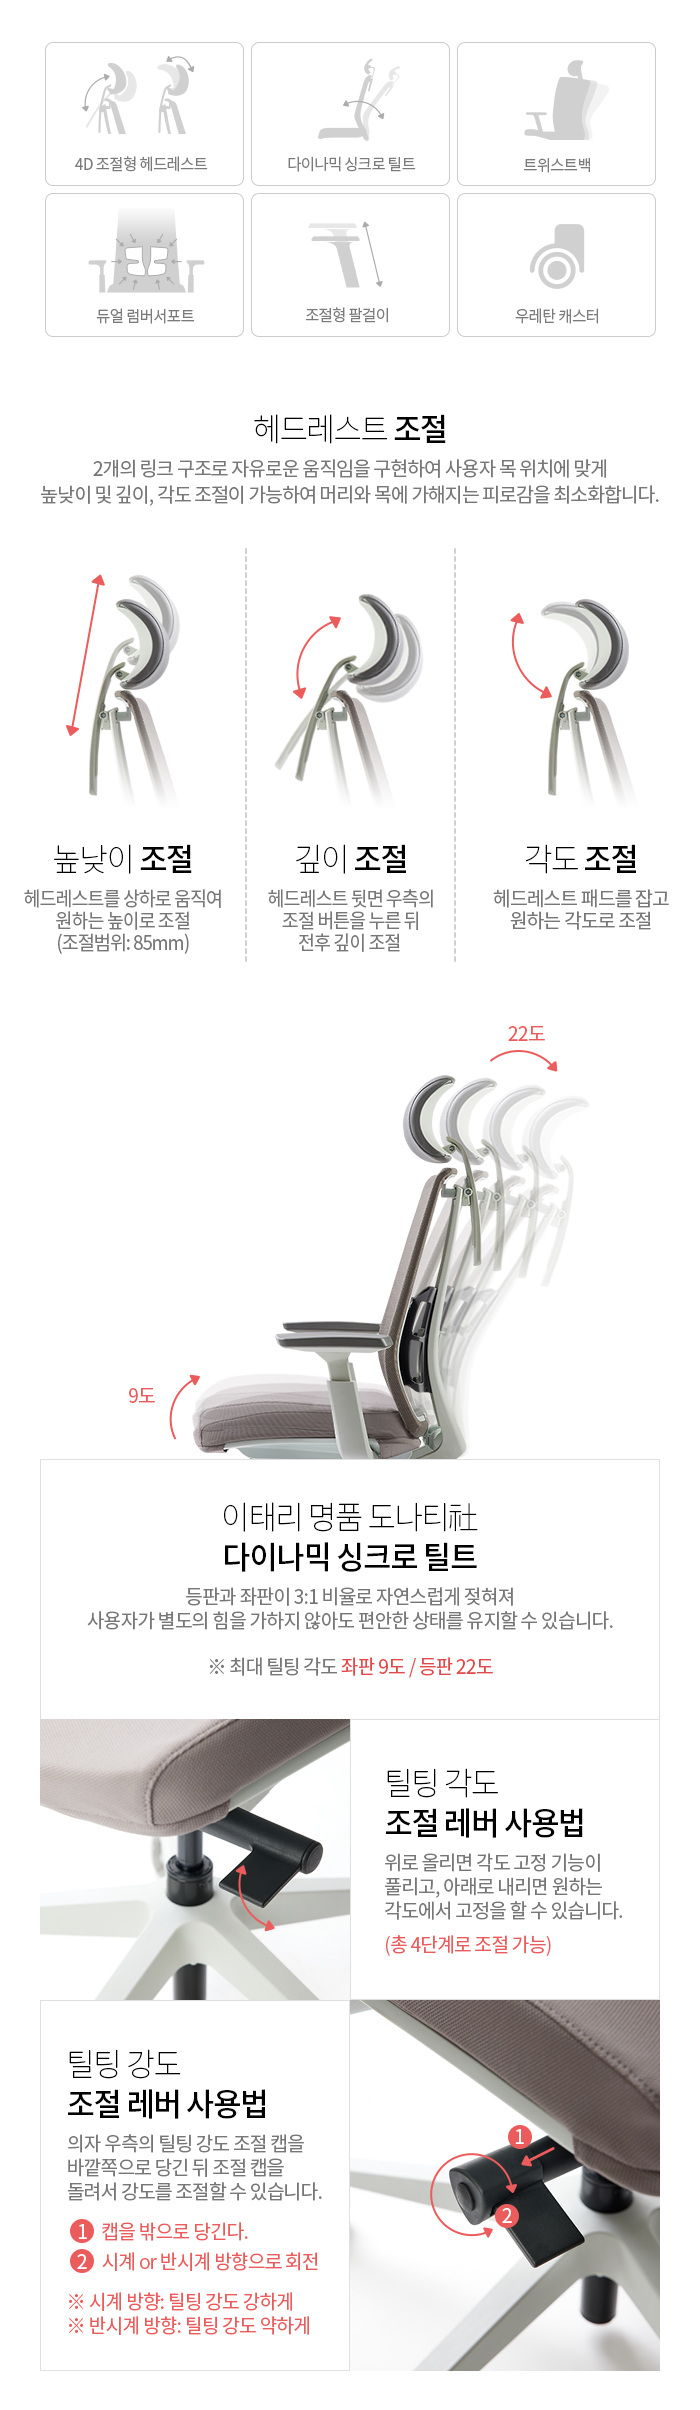 4D 조절형 헤드레스트
다이나믹 싱크로 틸트
트위스트백
듀얼 럼버서포트
조절형 팔걸이
우레탄 캐스터
헤드레스트 조절
2개의 링크 구조로 자유로운 움직임을 구현하여 사용자 목 위치에 맞게
높낮이 및 깊이, 각도 조절이 가능하여 머리와 목에 가해지는 피로감을 최소화합니다.
높낮이 조절
헤드레스트를 상하로 움직여
원하는 높이로 조절
(조절범위: 85mm)
깊이 조절
헤드레스트 뒷면 우측의
조절 버튼을 누른 뒤
전후 깊이 조절
각도 조절
헤드레스트 패드를 잡고
원하는 각도로 조절
22도
9도
이태리 명품 도나티社
다이나믹 싱크로 틸트
등판과 좌판이 3:1 비율로 자연스럽게 젖혀져
사용자가 별도의 힘을 가하지 않아도 편안한 상태를 유지할 수 있습니다.
※ 최대 틸팅 각도 좌판 9도 / 등판 22도
틸팅 각도
조절 레버 사용법
위로 올리면 각도 고정 기능이
풀리고, 아래로 내리면 원하는
각도에서 고정을 할 수 있습니다.
(총 4단계로 조절 가능)
틸팅 강도
조절 레버 사용법
의자 우측의 틸팅 강도 조절 캡을
바깥쪽으로 당긴 뒤 조절 캡을
돌려서 강도를 조절할 수 있습니다.
1 캡을 밖으로 당긴다.
2 시계 or 반시계 방향으로 회전
※ 시계 방향: 틸팅 강도 강하게
※ 반시계 방향: 틸팅 강도 약하게
1
2